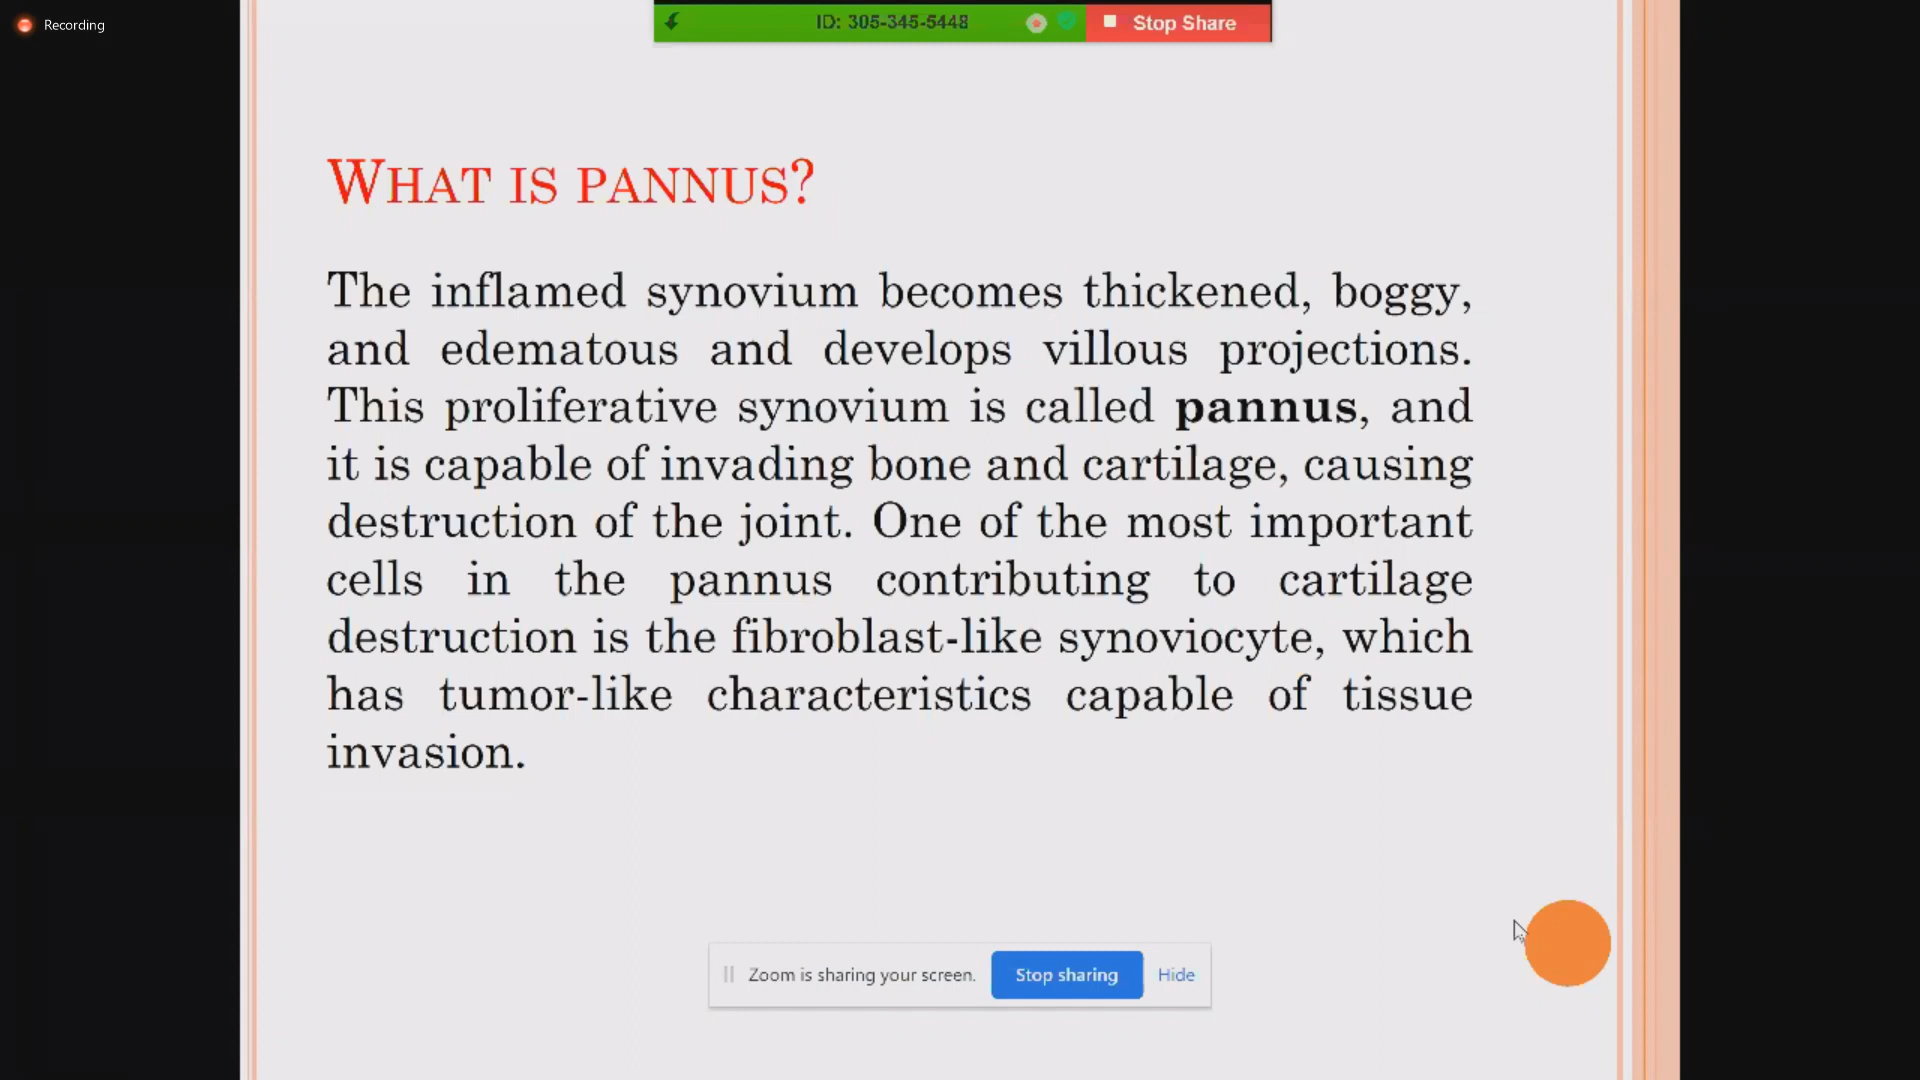 Recording
ID: 305-345-5448
Stop Share
WHAT IS PANNUS?
The inflamed synovium becomes thickened, boggy,
and edematous and develops villous projections.
This proliferative synovium is called pannus, and
it is capable of invading bone and cartilage, causing
destruction of the joint. One of the most important
cells in the pannus contributing to cartilage
destruction is the fibroblast-like synoviocyte, which
has tumor-like characteristics capable of tissue
invasion.
Zoom is sharing your screen. Stop sharing Hide